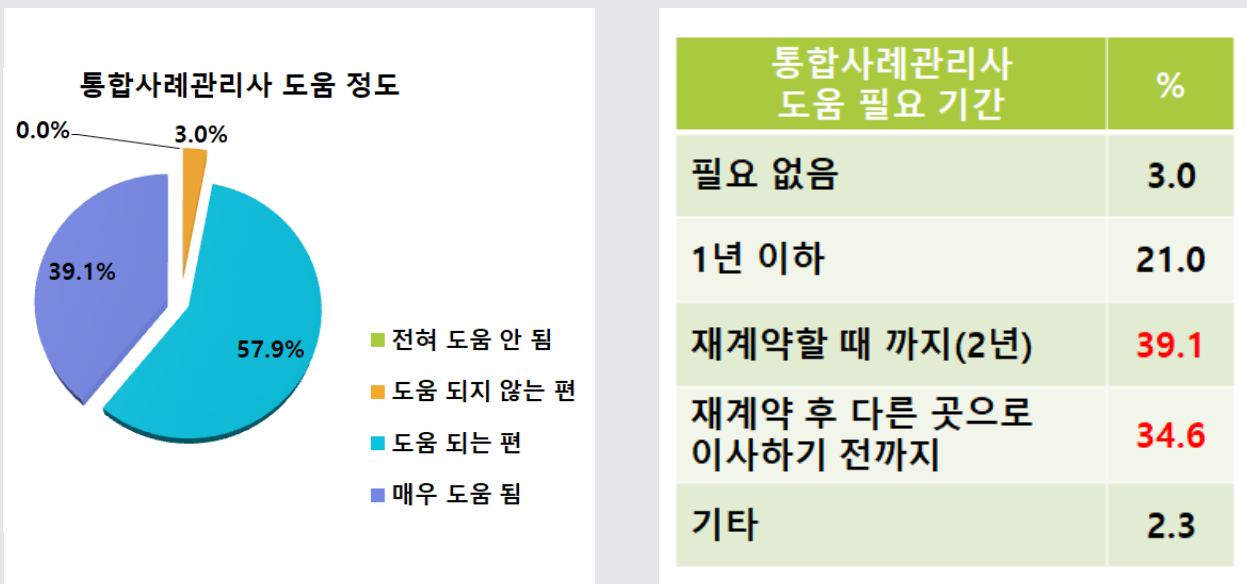 통합사례관리사 도움 정도
0.0%
3.0%
39.1%
57.9%
전혀 도움 안 됨
도움 되지 않는 편
도움 되는 편
매우 도움 됨
통합사례관리사
도움 필요 기간
%
필요 없음
3.0
1년 이하
21.0
재계약할 때 까지(2년)
39.1
재계약 후 다른 곳으로
이사하기 전까지
34.6
기타
2.3